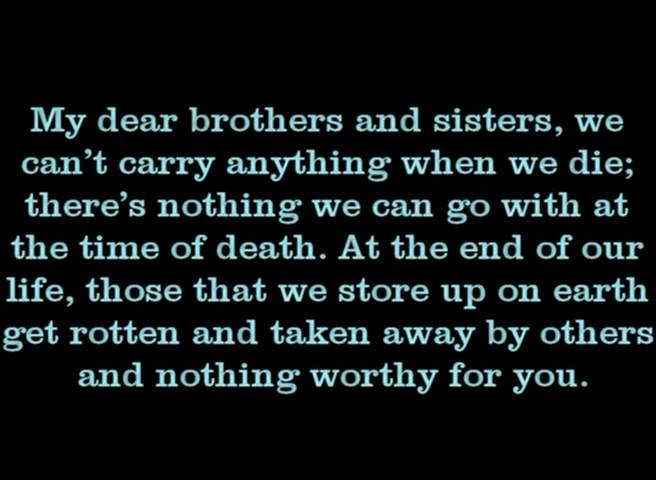 My dear brothers and sisters, we
can’t carry anything when we die;
there’s nothing we can go with at
the time of death. At the end of our
life, those that we store up on earth
get rotten and taken away by others
and nothing worthy for you.